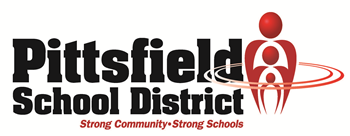 Pittsfield
School District
Strong Community•Strong Schools